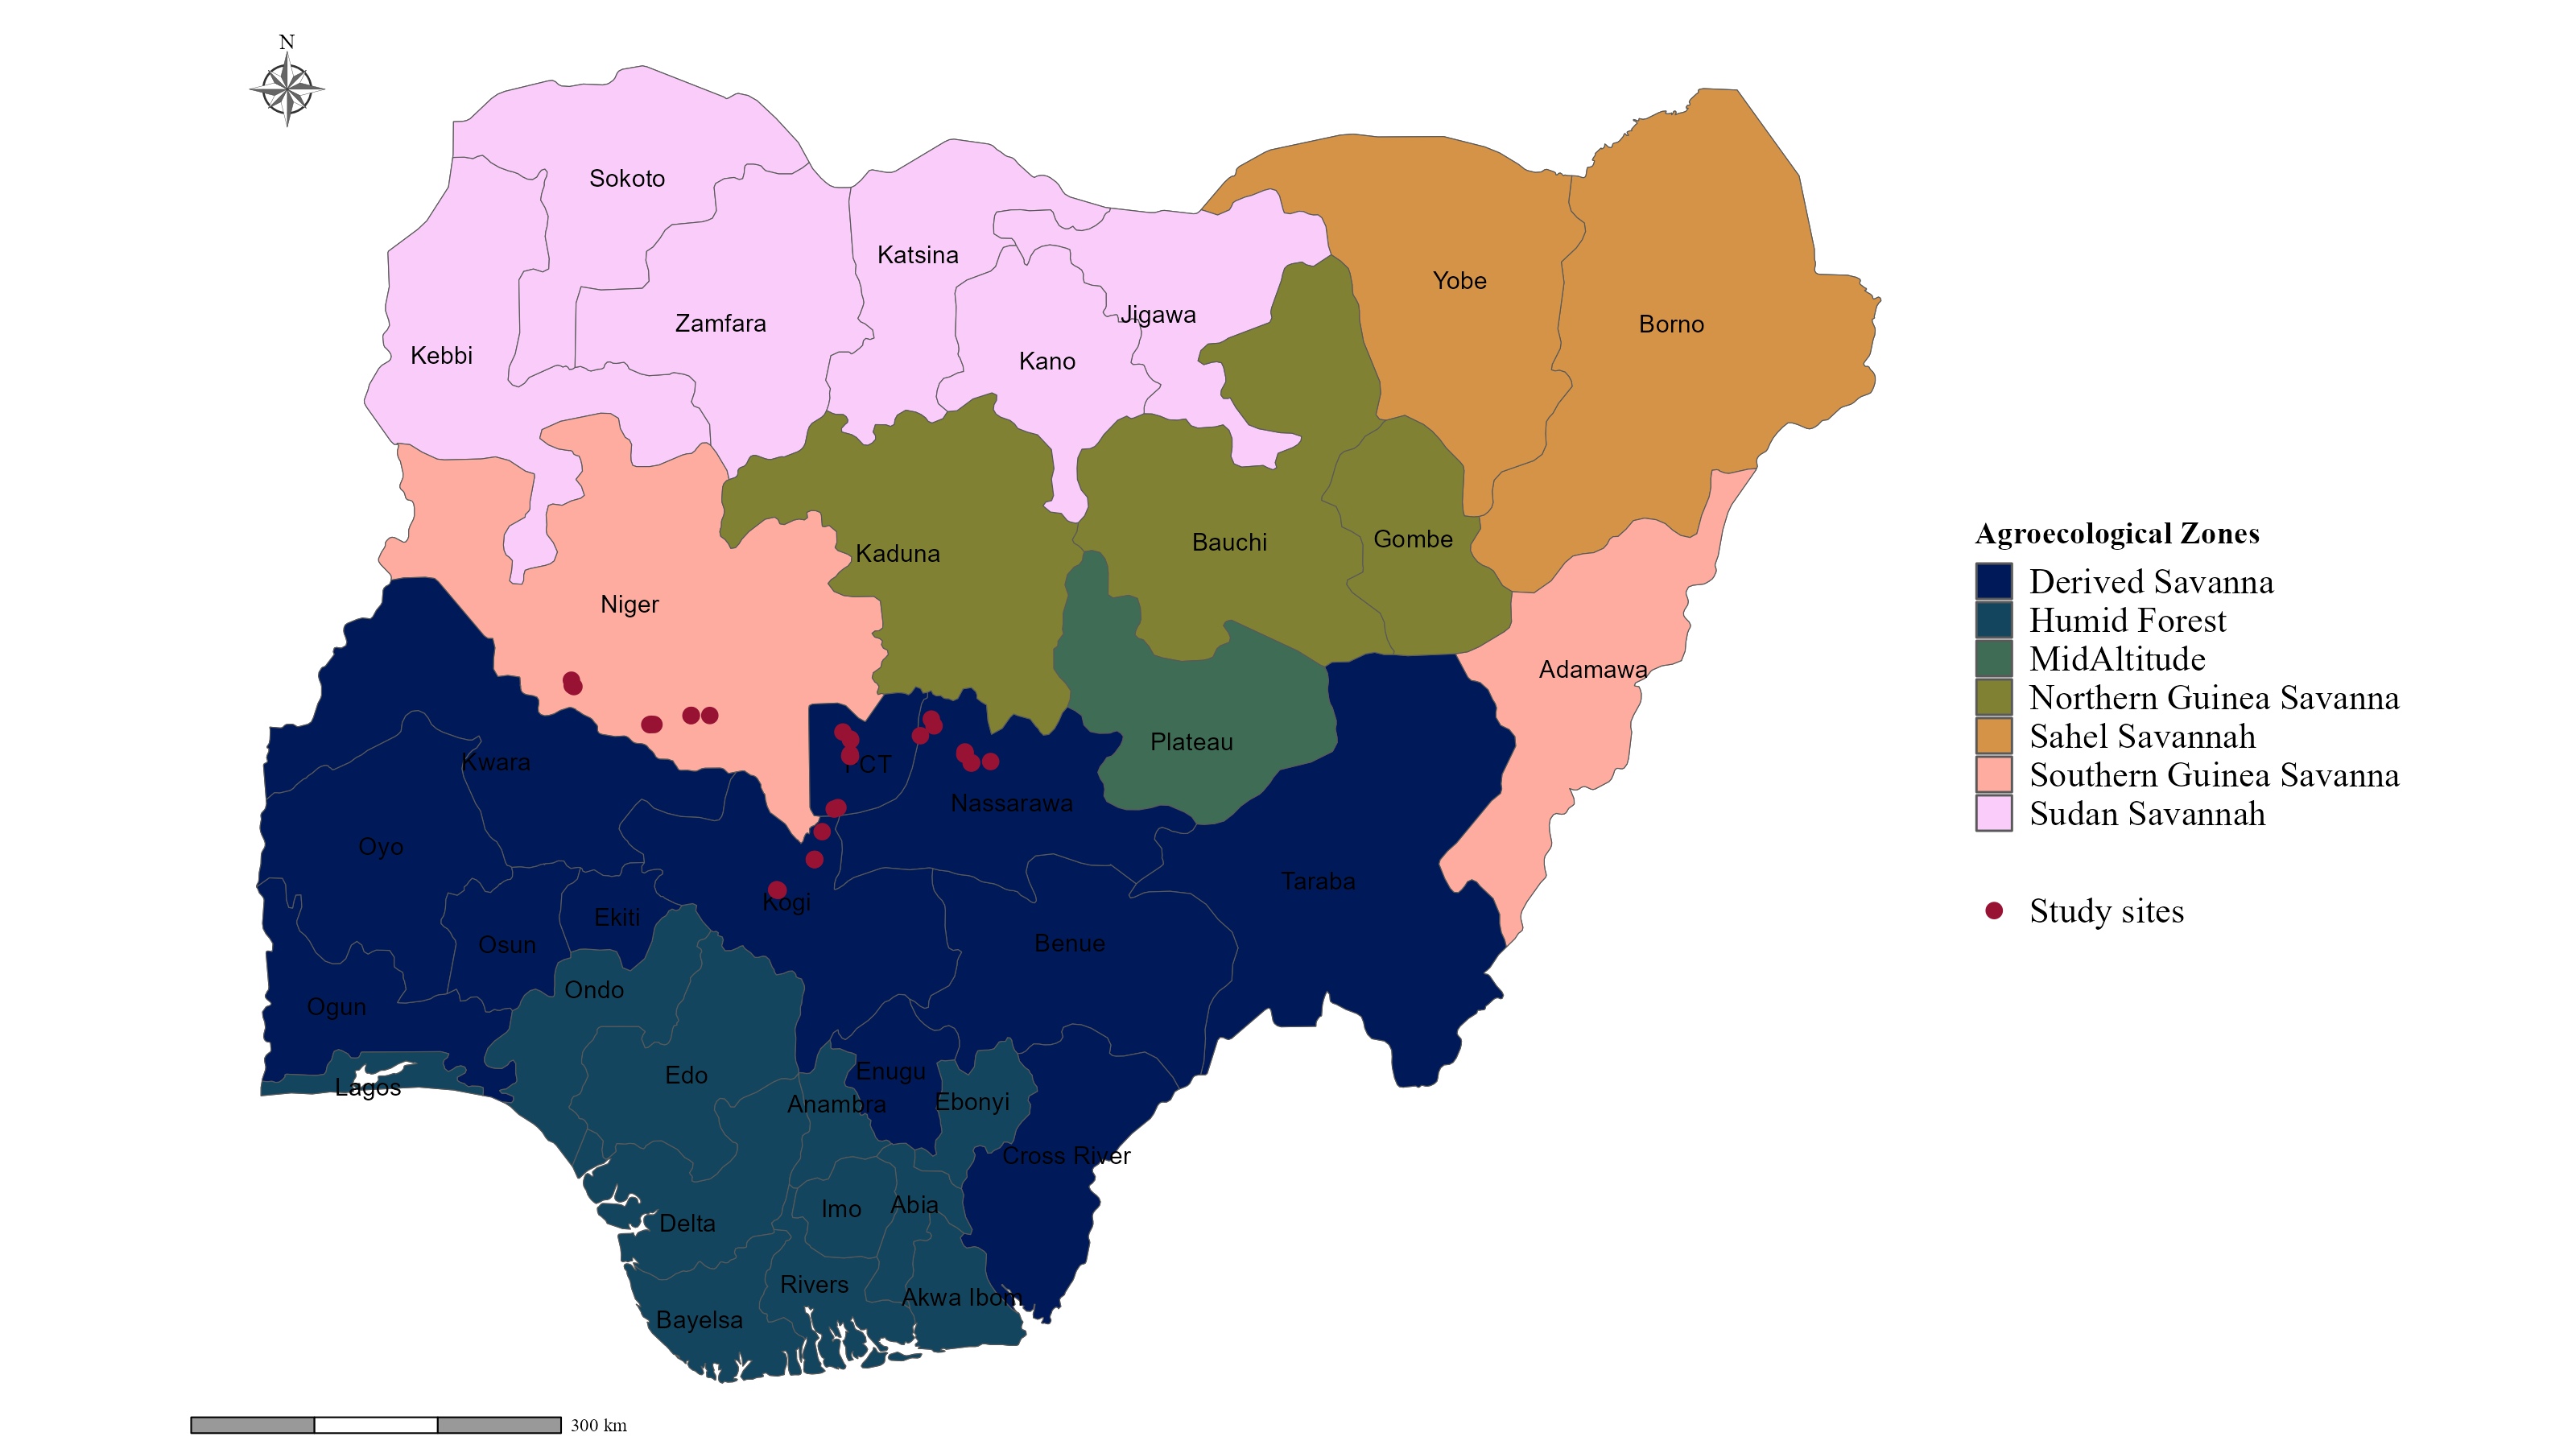 N
Sokoto
Katsina
Yobe
Jigawa
Zamfara
Borno
Kebbi
Kano
Bauchi
Gombe
Kaduna
Niger
Adamawa
Plateau
Kwara
FCT
Nassarawa
Oyo
Taraba
Kogi
Ekiti
Osun
Benue
Ondo
Ogun
Enugu
Edo
Lagos
Ebonyi
Anambra
Cross River
Abia
Imo
Delta
Rivers
Akwa Ibom
Bayelsa
300 km
Agroecological Zones
Derived Savanna
Humid Forest
MidAltitude
Northern Guinea Savanna
Sahel Savannah
Southern Guinea Savanna
Sudan Savannah
Study sites